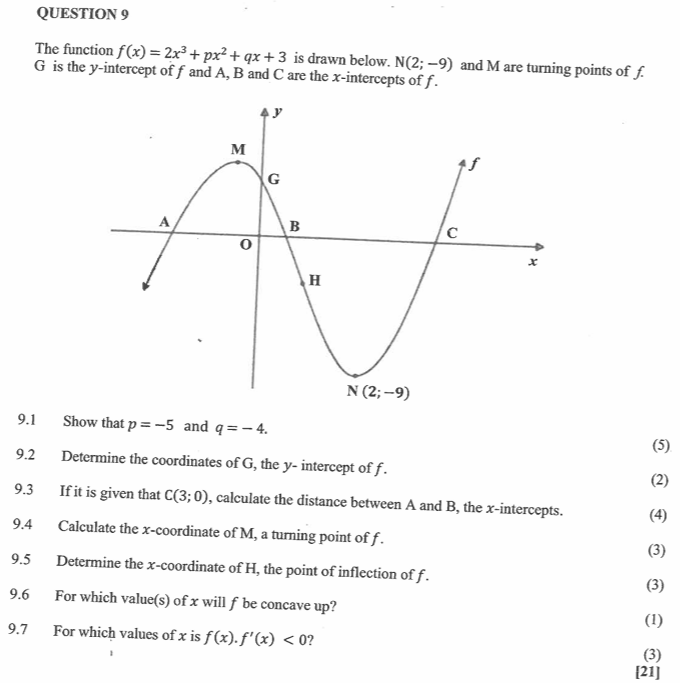 QUESTION 9
The function f(x) = 2x³ + px² + qx + 3 is drawn below. N(2; −9) and M are turning points of f.
G is the y-intercept of f and A, B and C are the x-intercepts of f.
y
M
f
G
A
B
C
O
x
H
N (2; −9)
9.1 Show that p = −5 and q = − 4. (5)
9.2 Determine the coordinates of G, the y- intercept of f. (2)
9.3 If it is given that C(3; 0), calculate the distance between A and B, the x-intercepts. (4)
9.4 Calculate the x-coordinate of M, a turning point of f. (3)
9.5 Determine the x-coordinate of H, the point of inflection of f. (3)
9.6 For which value(s) of x will f be concave up? (1)
9.7 For which values of x is f(x). f′(x) < 0? (3)
[21]